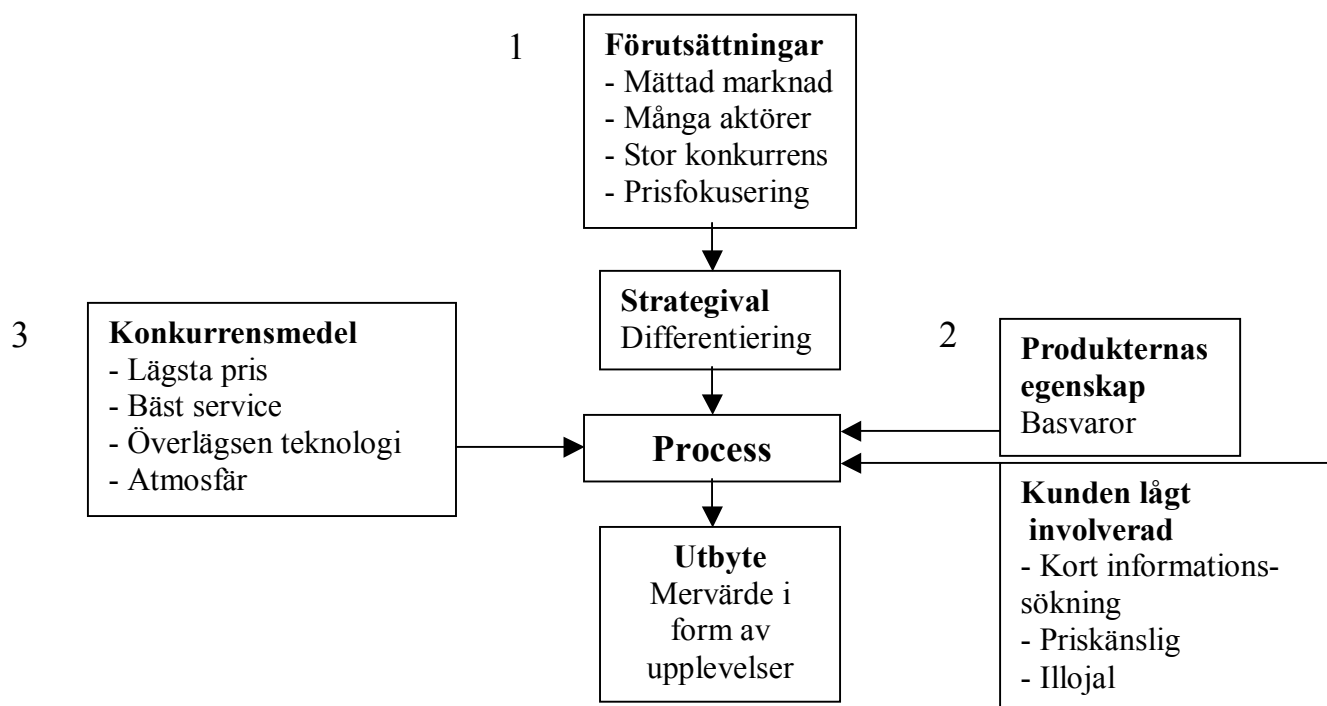 1
Förutsättningar
- Mättad marknad
- Många aktörer
- Stor konkurrens
- Prisfokusering
Strategival
Differentiering
3
Konkurrensmedel
- Lägsta pris
- Bäst service
- Överlägsen teknologi
- Atmosfär
2
Produkternas
egenskap
Basvaror
Process
Kunden lågt
involverad
- Kort informations-
sökning
- Priskänslig
- Illojal
Utbyte
Mervärde i
form av
upplevelser